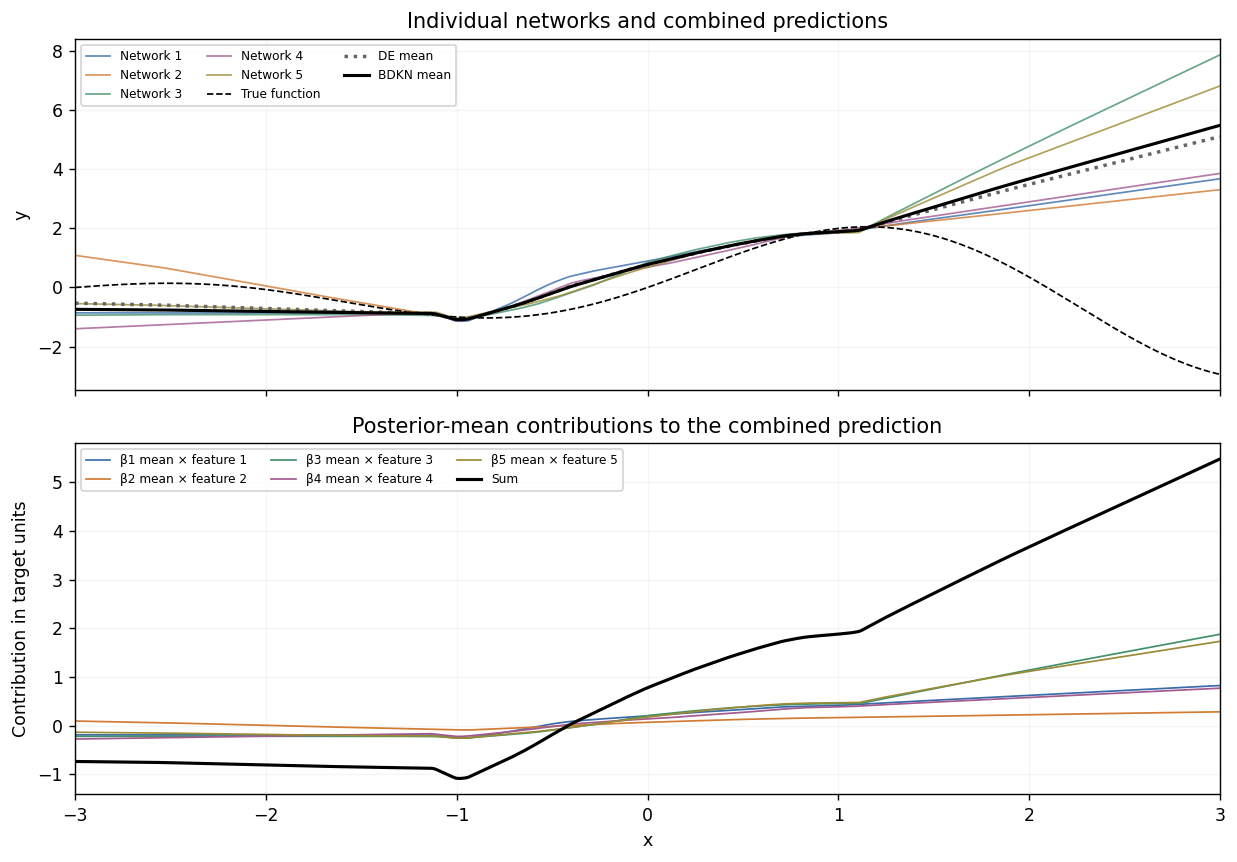 Individual networks and combined predictions
Network 1
Network 2
Network 3
Network 4
Network 5
True function
DE mean
BDKN mean
8
6
4
2
0
−2
y
Posterior-mean contributions to the combined prediction
β1 mean × feature 1
β2 mean × feature 2
β3 mean × feature 3
β4 mean × feature 4
β5 mean × feature 5
Sum
5
4
3
2
1
0
−1
Contribution in target units
−3 −2 −1 0 1 2 3
x